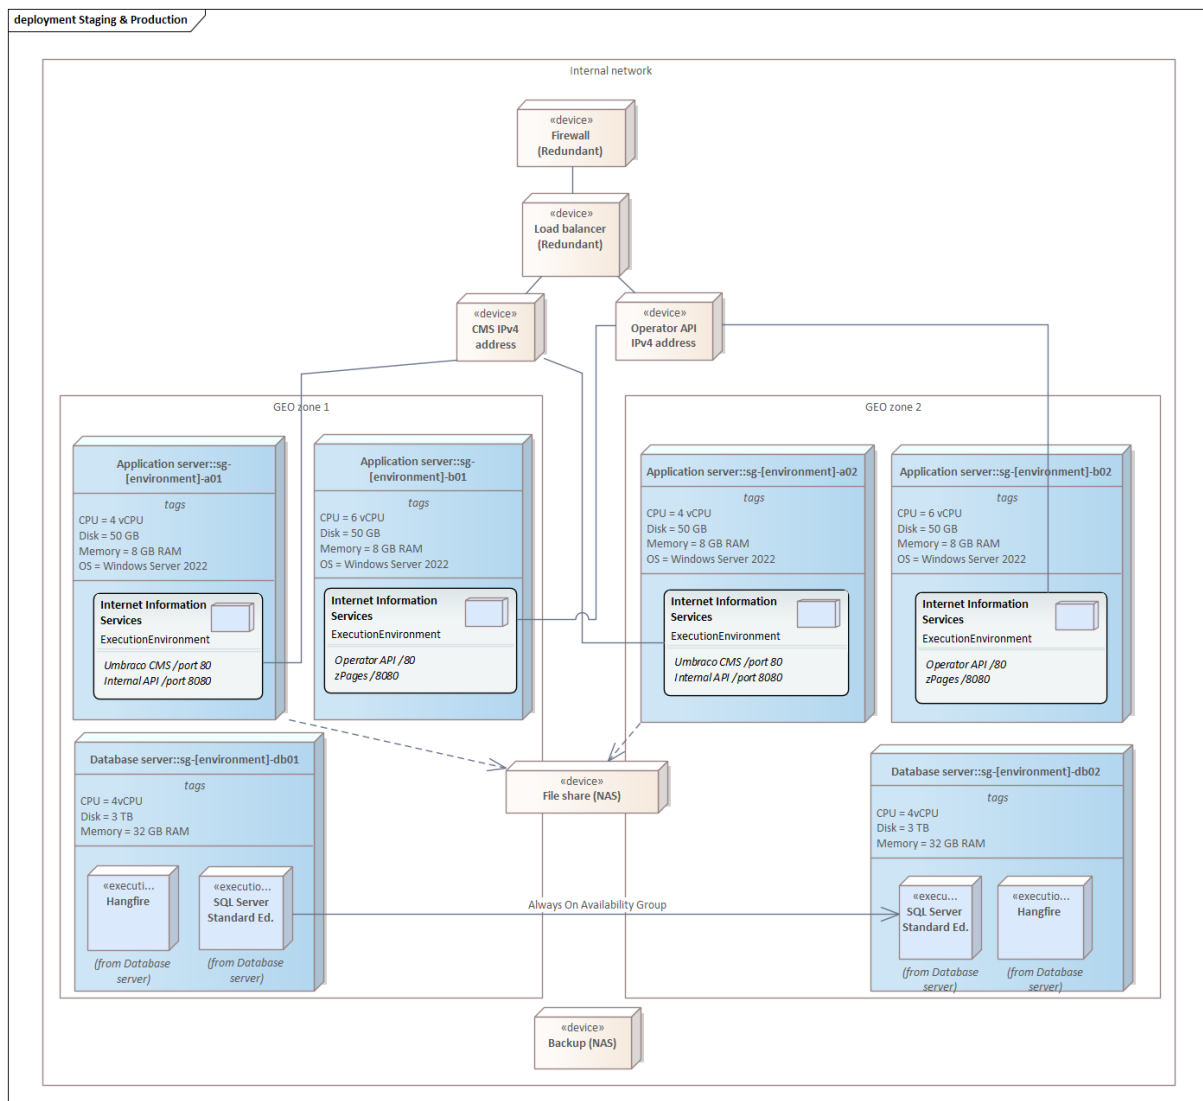 deployment Staging & Production
Internal network
«device»
Firewall
(Redundant)
«device»
Load balancer
(Redundant)
«device»
CMS IPv4
address
«device»
Operator API
IPv4 address
GEO zone 1
Application server::sg-
[environment]-a01
tags
CPU = 4 vCPU
Disk = 50 GB
Memory = 8 GB RAM
OS = Windows Server 2022
Internet Information
Services
ExecutionEnvironment
Umbraco CMS /port 80
Internal API /port 8080
Application server::sg-
[environment]-b01
tags
CPU = 6 vCPU
Disk = 50 GB
Memory = 8 GB RAM
OS = Windows Server 2022
Internet Information
Services
ExecutionEnvironment
Operator API /80
zPages /8080
GEO zone 2
Application server::sg-[environment]-a02
tags
CPU = 4 vCPU
Disk = 50 GB
Memory = 8 GB RAM
OS = Windows Server 2022
Internet Information
Services
ExecutionEnvironment
Umbraco CMS /port 80
Internal API /port 8080
Application server::sg-[environment]-b02
tags
CPU = 6 vCPU
Disk = 50 GB
Memory = 8 GB RAM
OS = Windows Server 2022
Internet Information
Services
ExecutionEnvironment
Operator API /80
zPages /8080
Database server::sg-[environment]-db01
tags
CPU = 4vCPU
Disk = 3 TB
Memory = 32 GB RAM
«executi...
Hangfire
(from Database
server)
«executio...
SQL Server
Standard Ed.
(from Database
server)
«device»
File share (NAS)
Always On Availability Group
Database server::sg-[environment]-db02
tags
CPU = 4vCPU
Disk = 3 TB
Memory = 32 GB RAM
«execu...
SQL Server
Standard Ed.
(from Database
server)
«executio...
Hangfire
(from Database
server)
«device»
Backup (NAS)